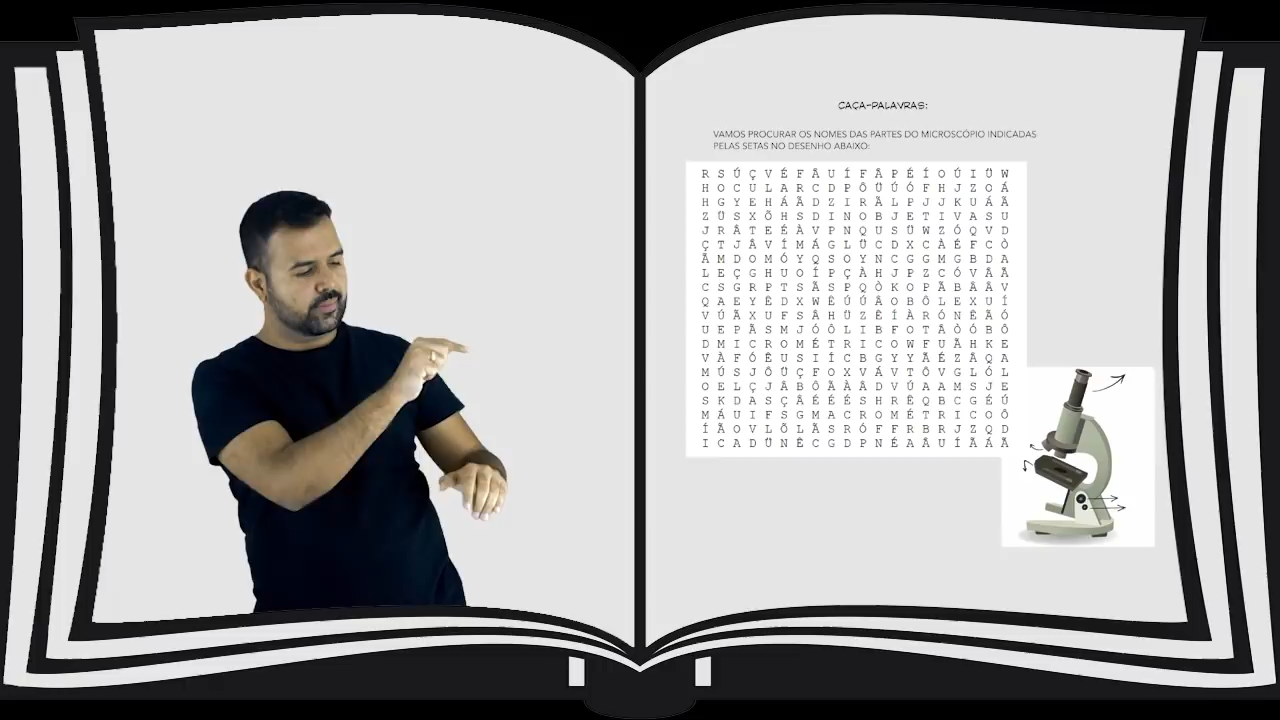 CAÇA-PALAVRAS:
VAMOS PROCURAR OS NOMES DAS PARTES DO MICROSCÓPIO INDICADAS
PELAS SETAS NO DESENHO ABAIXO:
R S Ú Ç V É F Ã U Í F Â P É Í O Ú I Ü W
H O C U L A R C D P Õ Ü Ú Ó F H J Z O Á
H G Y E H Á Ã D Z I R Ã L P J J K U Á Ã
Z Ü S X Õ H S D I N O B J E T I V A S U
J R Â T E É À V P N Q U S Ü W Z Ó Q V D
Ç T J Â V Í M Á G L Ü C D X C À É F C Ò
Ã M D O M Ó Y Q S O Y N C G G M G B D A
L E Ç G H U O Í P Ç À H J P Z C Ó V Â Ã
C S G R P T S Ã S P Q Ò K O P Ã B Ã Â V
Q A E Y Ê D X W Ê Ú Ú Â O B Ô L E X U Í
V Ú Ã X U F S Â H Ü Z Ê Í À R Ó N Ê Ã Ó
U E P Ã S M J Ó Ô L I B F O T Ã Ò Ó B Õ
D M I C R O M É T R I C O W F U Ã H K E
V À F Ó Ê U S I Í C B G Y Y Ã É Z Ã Q A
M Ú S J Õ Ü Ç F O X V Á V T Õ V G L Ó L
O E L Ç J Ã B Õ Ã À Ã D V Ú A A M S J E
S K D A S Ç Ã É É É S H R Ê Q B C G É Ú
M Á U I F S G M A C R O M É T R I C O Õ
Í Ã O V L Õ L Ã S R Ó F F R B R J Z Q D
I C A D Ü N Ê C G D P N É A Ã U Í Ã Á Ã